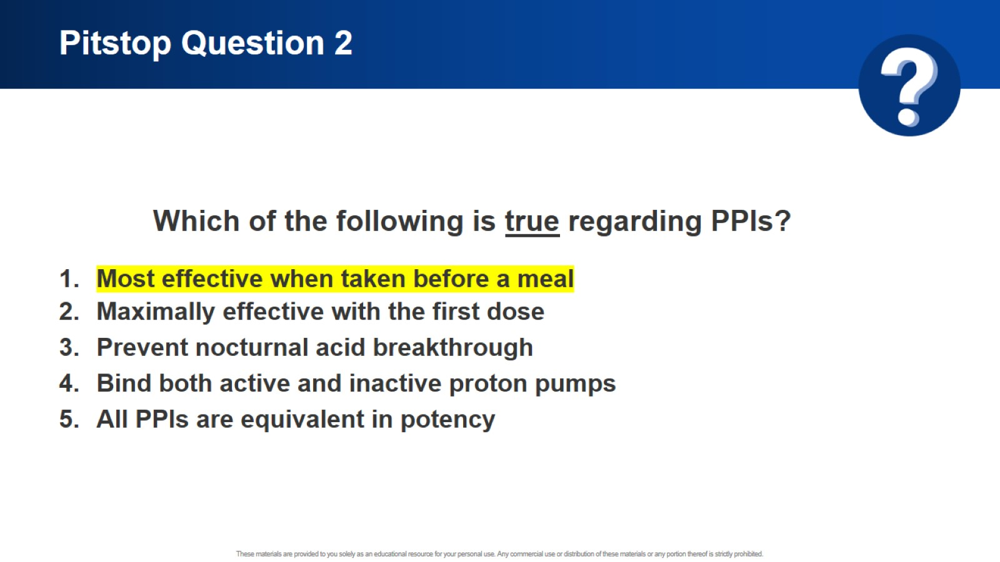 Pitstop Question 2
?
Which of the following is true regarding PPIs?
1. Most effective when taken before a meal
2. Maximally effective with the first dose
3. Prevent nocturnal acid breakthrough
4. Bind both active and inactive proton pumps
5. All PPIs are equivalent in potency
These materials are provided to you solely as an educational resource for your personal use. Any commercial use or distribution of these materials or any portion thereof is strictly prohibited.